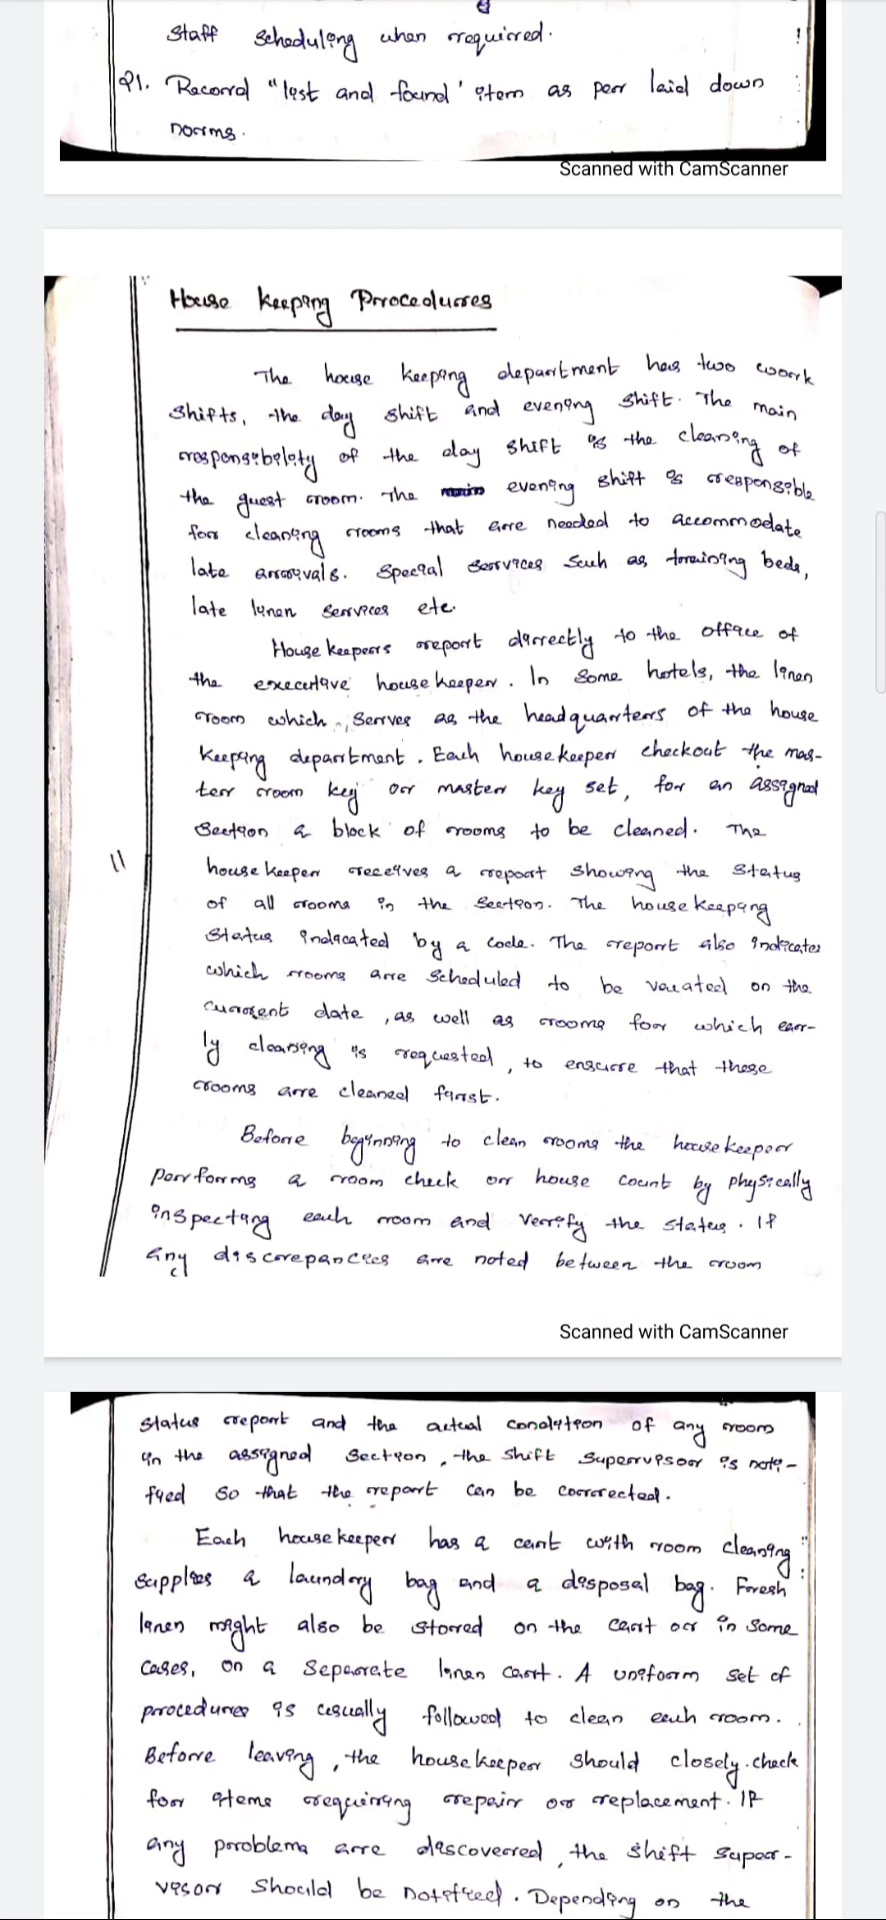 Staff Scheduling when required.
21. Record "lost and found" item as per laid down
norms.
Scanned with CamScanner
House keeping Procedures
The house keeping department has two work
shifts, the day shift and evening shift. The main
responsibility of the day shift is the cleaning of
the guest room. The evening shift is responsible
for cleaning rooms that are needed to accommodate
late arrivals. Special services such as training beds,
late linen services etc.
House keepers report directly to the office of
the executive housekeeper. In some hotels, the linen
room which serves as the headquarters of the house
keeping department. Each housekeeper checkout the mas-
ter room key or master key set, for an assigned
section a block of rooms to be cleaned. The
11
housekeeper receives a report showing the status
of all rooms in the section. The housekeeping
status indicated by a code. The report also indicates
which rooms are scheduled to be vacated on the
current date, as well as rooms for which ear-
ly cleaning is requested, to ensure that these
rooms are cleaned first.
Before beginning to clean rooms the housekeeper
performs a room check or house count by physically
inspecting each room and verify the status. If
any discrepancies are noted between the room
Scanned with CamScanner
status report and the actual condition of any room
in the assigned section, the shift supervisor is noti-
fied so that the report can be corrected.
Each housekeeper has a cart with room cleaning
supplies a laundry bag and a disposal bag. Fresh
linen might also be stored on the cart or in some
cases, on a separate linen cart. A uniform set of
procedures is usually followed to clean each room.
Before leaving, the housekeeper should closely check
for items requiring repair or replacement. If
any problems are discovered, the shift super-
visor should be notified. Depending on the